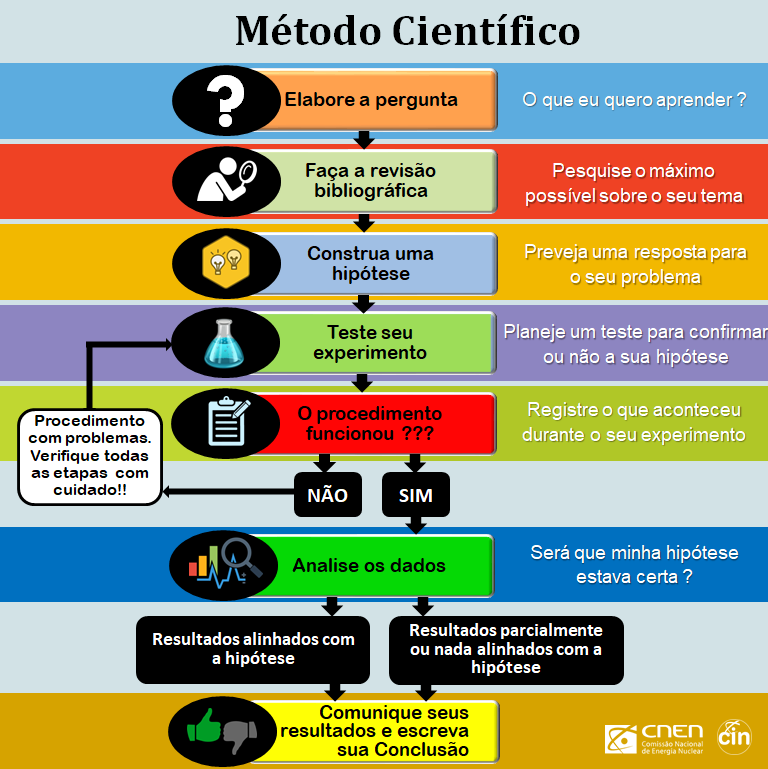 Método Científico
Elabore a pergunta
O que eu quero aprender ?
Faça a revisão
bibliográfica
Pesquise o máximo
possível sobre o seu tema
Construa uma
hipótese
Preveja uma resposta para
o seu problema
Teste seu
experimento
Planeje um teste para confirmar
ou não a sua hipótese
O procedimento
funcionou ???
Registre o que aconteceu
durante o seu experimento
Procedimento
com problemas.
Verifique todas
as etapas com
cuidado!!
NÃO
SIM
Analise os dados
Será que minha hipótese
estava certa ?
Resultados alinhados com
a hipótese
Resultados parcialmente
ou nada alinhados com a
hipótese
Comunique seus
resultados e escreva
sua Conclusão
CNEN
Comissão Nacional
de Energia Nuclear
cin